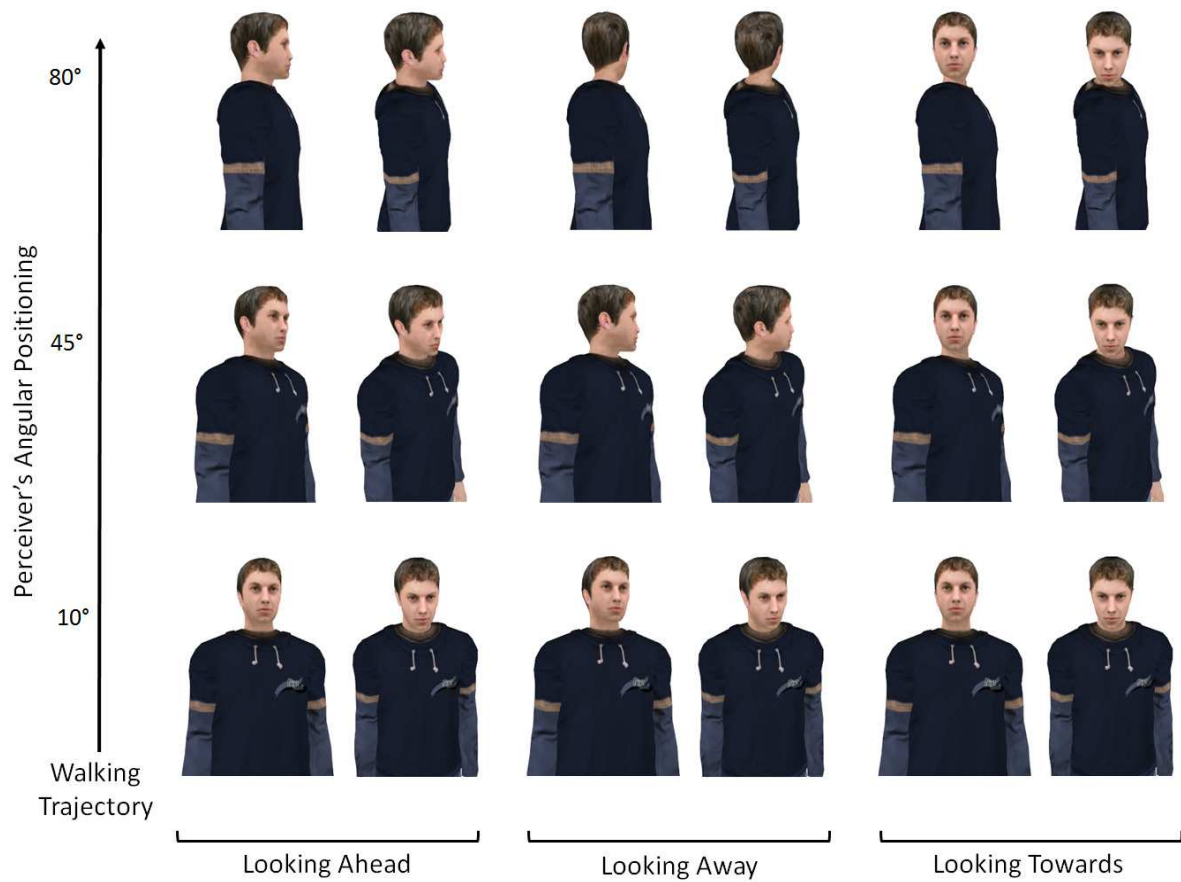 80°
45°
10°
Perceiver's Angular Positioning
Walking
Trajectory
Looking Ahead
Looking Away
Looking Towards